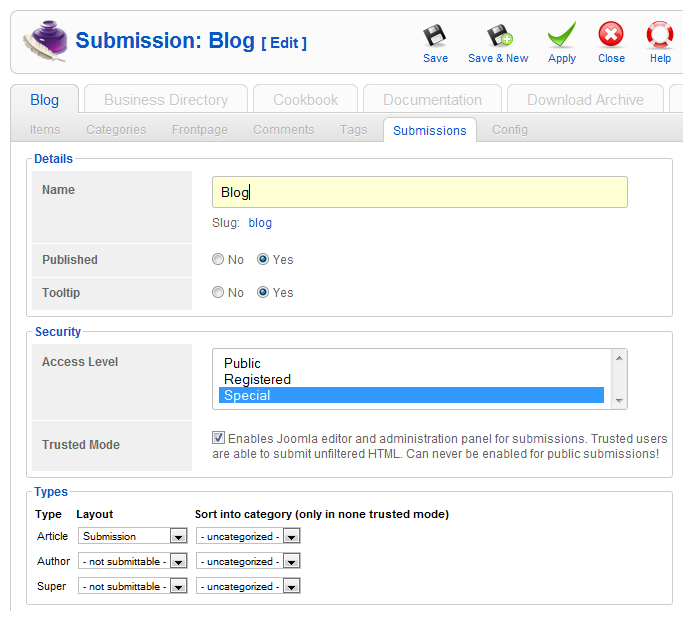 Submission: Blog [ Edit ]
Save Save & New Apply Close Help
Blog Business Directory Cookbook Documentation Download Archive
Items Categories Frontpage Comments Tags Submissions Config
Details
Name Blog
Slug: blog
Published No Yes
Tooltip No Yes
Security
Access Level Public
Registered
Special
Trusted Mode Enables Joomla editor and administration panel for submissions. Trusted users
are able to submit unfiltered HTML. Can never be enabled for public submissions!
Types
Type Layout Sort into category (only in none trusted mode)
Article Submission - uncategorized -
Author - not submittable - - uncategorized -
Super - not submittable - - uncategorized -